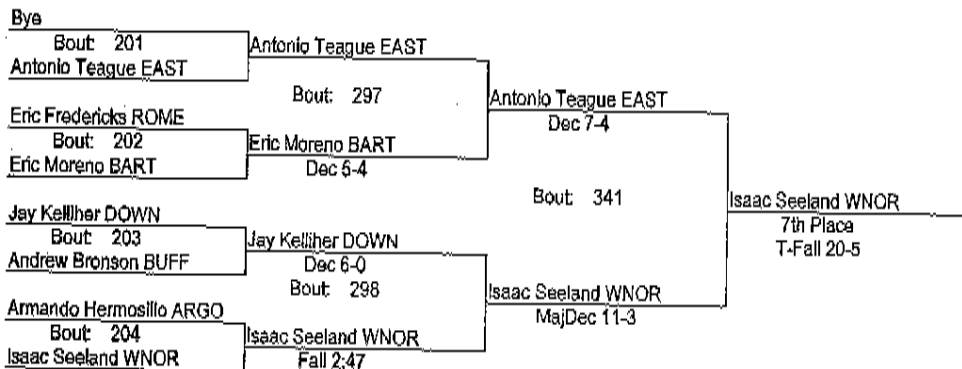 Bye
Bout: 201
Antonio Teague EAST
Antonio Teague EAST
Bout: 297
Antonio Teague EAST
Dec 7-4
Eric Fredericks ROME
Bout: 202
Eric Moreno BART
Eric Moreno BART
Dec 5-4
Bout: 341
Isaac Seeland WNOR
7th Place
T-Fall 20-5
Jay Kelliher DOWN
Bout: 203
Andrew Bronson BUFF
Jay Kelliher DOWN
Dec 6-0
Bout: 298
Isaac Seeland WNOR
MajDec 11-3
Armando Hermosillo ARGO
Bout: 204
Isaac Seeland WNOR
Isaac Seeland WNOR
Fall 2:47